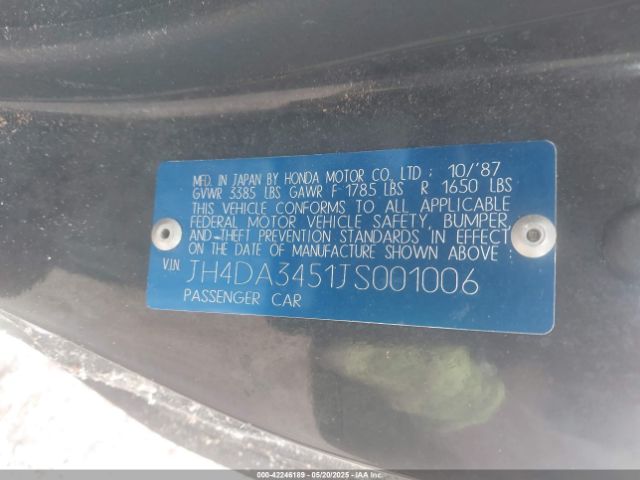 MFD. IN JAPAN BY HONDA MOTOR CO., LTD ; 10/'87
GVWR 3385 LBS GAWR F 1785 LBS R 1650 LBS
THIS VEHICLE CONFORMS TO ALL APPLICABLE
FEDERAL MOTOR VEHICLE SAFETY, BUMPER
AND THEFT PREVENTION STANDARDS IN EFFECT
ON THE DATE OF MANUFACTURE SHOWN ABOVE
V.I.N. JH4DA3451JS001006
PASSENGER CAR
000-42246189 - 05/20/2025 - COPYRIGHT IAA, LLC.